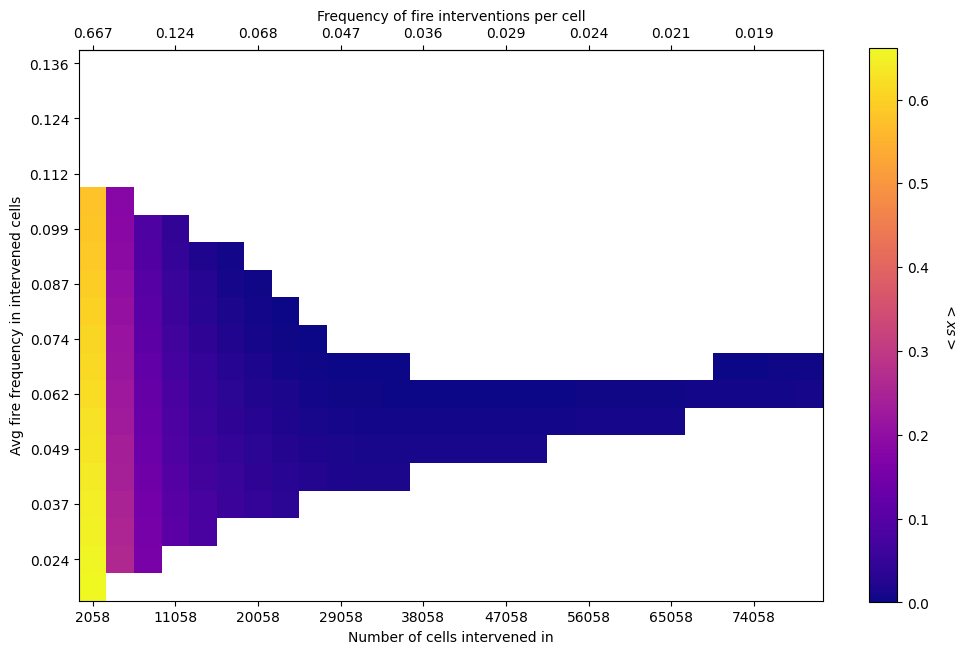 Frequency of fire interventions per cell
0.667 0.124 0.068 0.047 0.036 0.029 0.024 0.021 0.019
0.136
0.124
0.112
0.099
0.087
0.074
0.062
0.049
0.037
0.024
Avg fire frequency in intervened cells
2058 11058 20058 29058 38058 47058 56058 65058 74058
Number of cells intervened in
0.6
0.5
0.4
0.3
0.2
0.1
0.0
< sx >